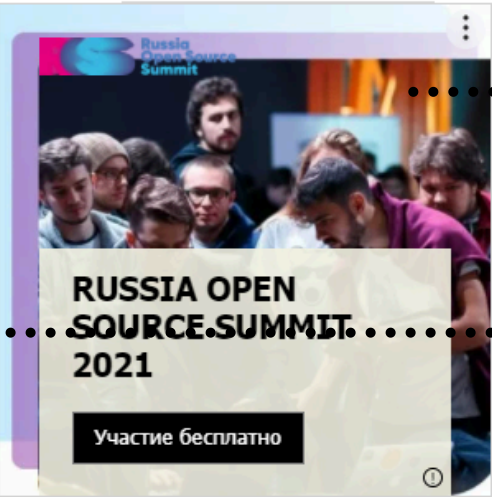 Russia
Open Source
Summit
RUSSIA OPEN
SOURCE SUMMIT
2021
Участие бесплатно